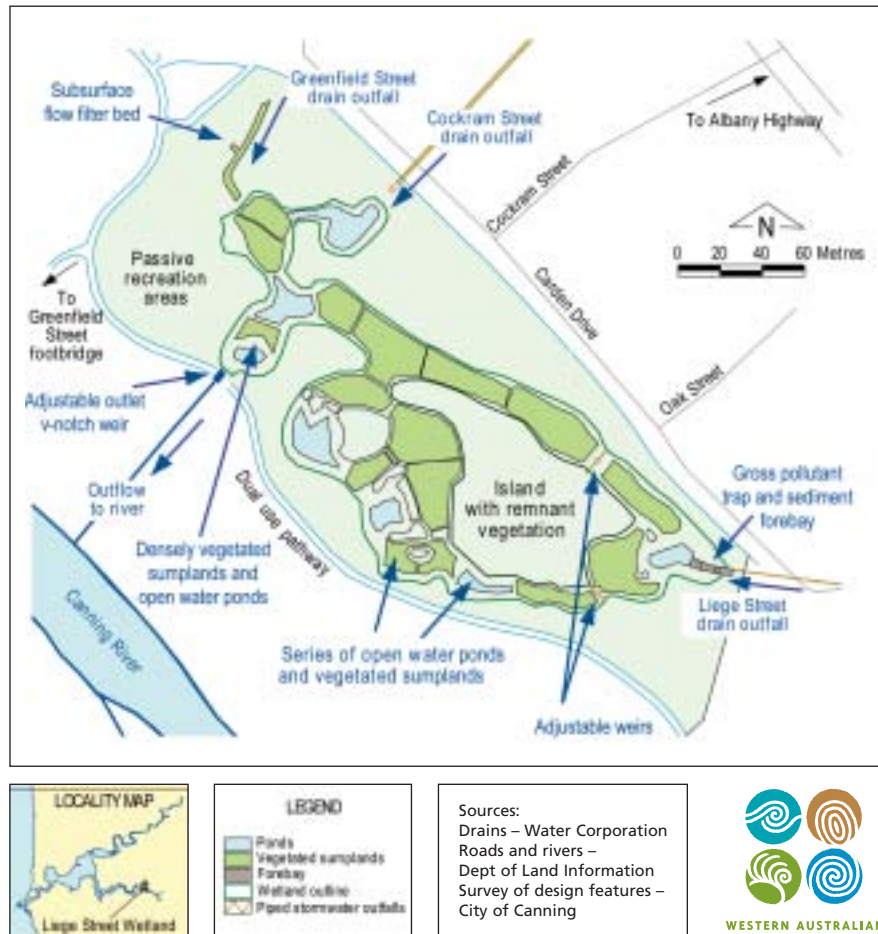 Subsurface
flow filter bed
Greenfield Street
drain outfall
Cockram Street
drain outfall
To Albany Highway
Cockram Street
N
0 20 40 60 Metres
Passive
recreation
areas
To
Greenfield
Street
footbridge
Carden Drive
Oak Street
Adjustable outlet
v-notch weir
Gross pollutant
trap and sediment
forebay
Island
with remnant
vegetation
Outflow
to river
Dual use pathway
Densely vegetated
sumplands and
open water ponds
Canning River
Liege Street
drain outfall
Series of open water ponds
and vegetated sumplands
Adjustable weirs
LOCALITY MAP
Liege Street Wetland
LEGEND
Ponds
Vegetated sumplands
Forebay
Wetland outline
Piped stormwater outfalls
Sources:
Drains – Water Corporation
Roads and rivers –
Dept of Land Information
Survey of design features –
City of Canning
WESTERN AUSTRALIA